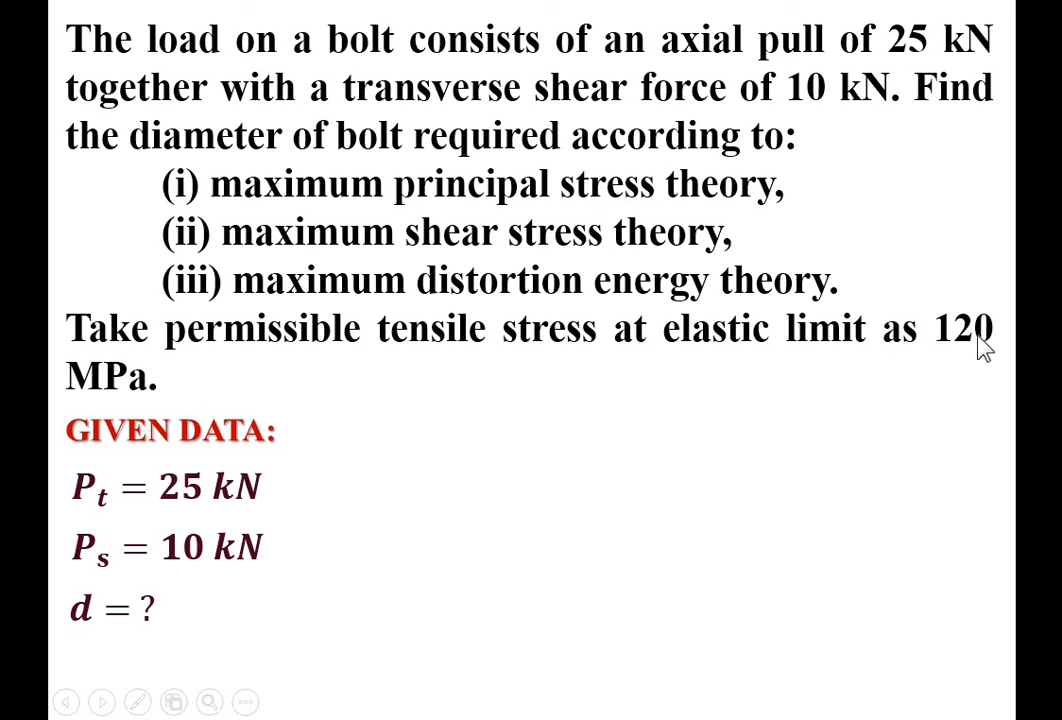 The load on a bolt consists of an axial pull of 25 kN
together with a transverse shear force of 10 kN. Find
the diameter of bolt required according to:
(i) maximum principal stress theory,
(ii) maximum shear stress theory,
(iii) maximum distortion energy theory.
Take permissible tensile stress at elastic limit as 120
MPa.
GIVEN DATA:
Pₜ = 25 kN
Pₛ = 10 kN
d = ?